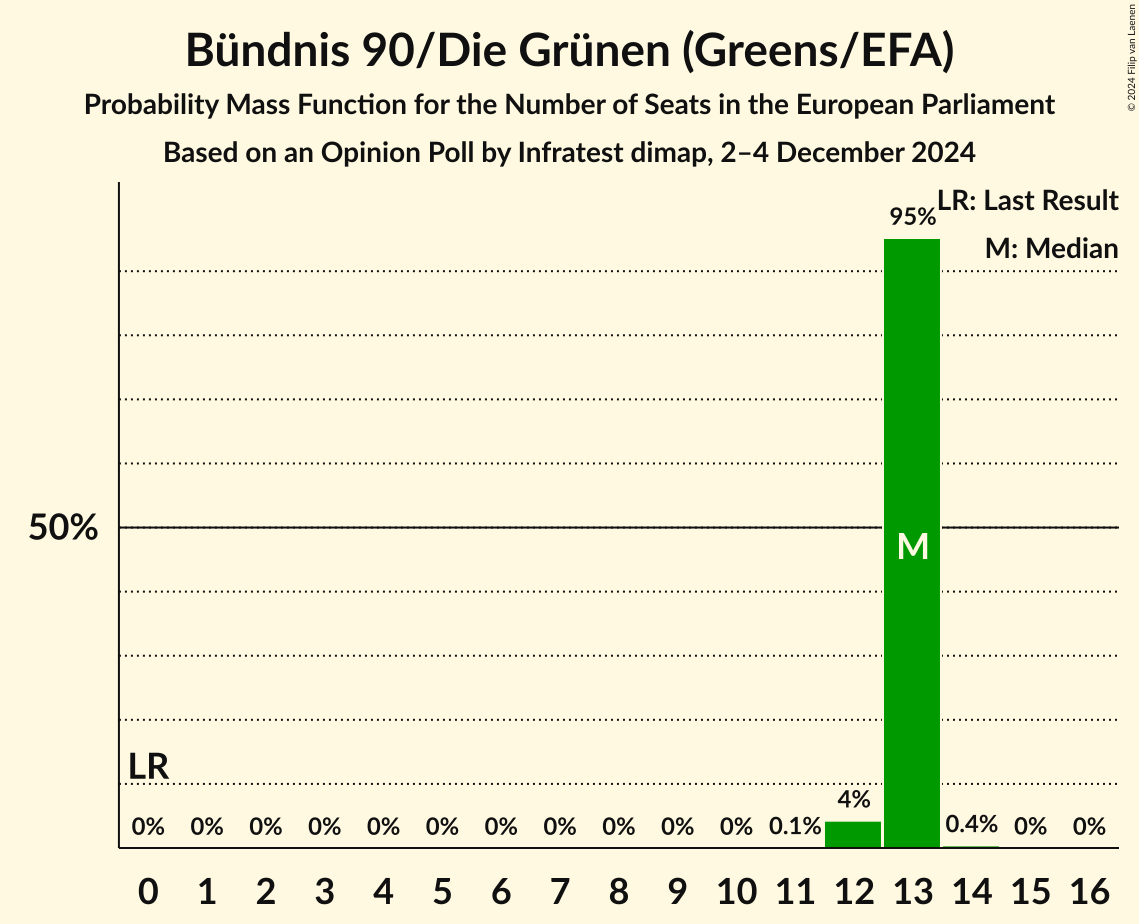 Bündnis 90/Die Grünen (Greens/EFA)
Probability Mass Function for the Number of Seats in the European Parliament
Based on an Opinion Poll by Infratest dimap, 2–4 December 2024
© 2024 Filip van Laenen
LR: Last Result
M: Median
95%
50%
M
LR
0% 0% 0% 0% 0% 0% 0% 0% 0% 0% 0% 0.1% 4% 0.4% 0% 0%
0 1 2 3 4 5 6 7 8 9 10 11 12 13 14 15 16